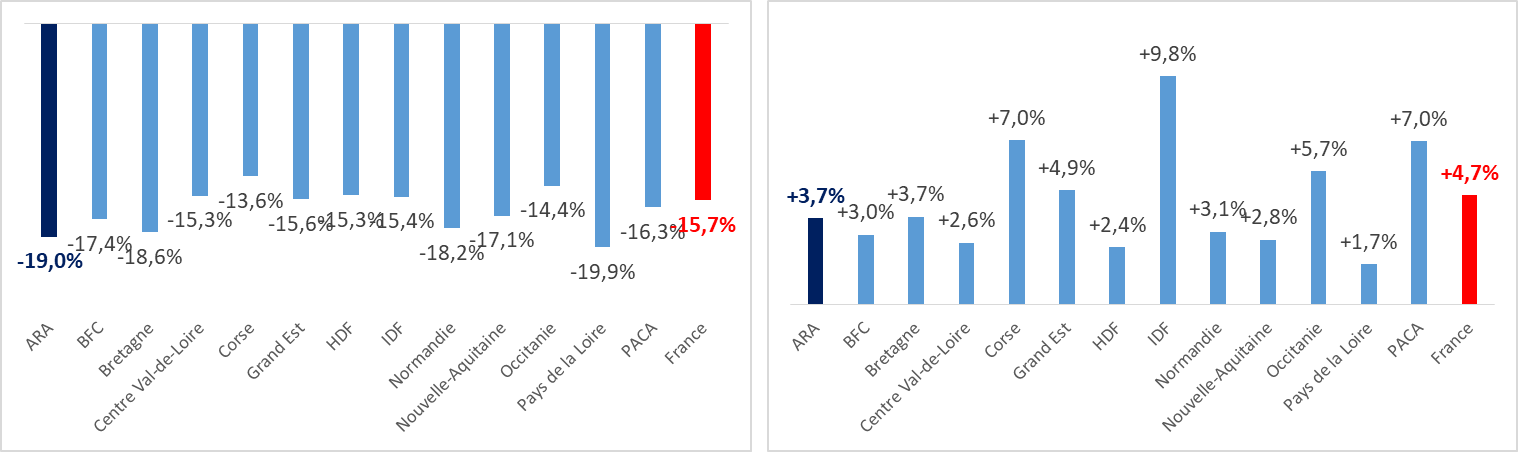 -19,0%
-17,4%
-18,6%
-15,3%
-13,6%
-15,6%
-15,3%
-15,4%
-18,2%
-17,1%
-14,4%
-19,9%
-16,3%
-15,7%
ARA
BFC
Bretagne
Centre Val-de-Loire
Corse
Grand Est
HDF
IDF
Normandie
Nouvelle-Aquitaine
Occitanie
Pays de la Loire
PACA
France
+3,7%
+3,0%
+3,7%
+2,6%
+7,0%
+4,9%
+2,4%
+9,8%
+3,1%
+2,8%
+5,7%
+1,7%
+7,0%
+4,7%
ARA
BFC
Bretagne
Centre Val-de-Loire
Corse
Grand Est
HDF
IDF
Normandie
Nouvelle-Aquitaine
Occitanie
Pays de la Loire
PACA
France